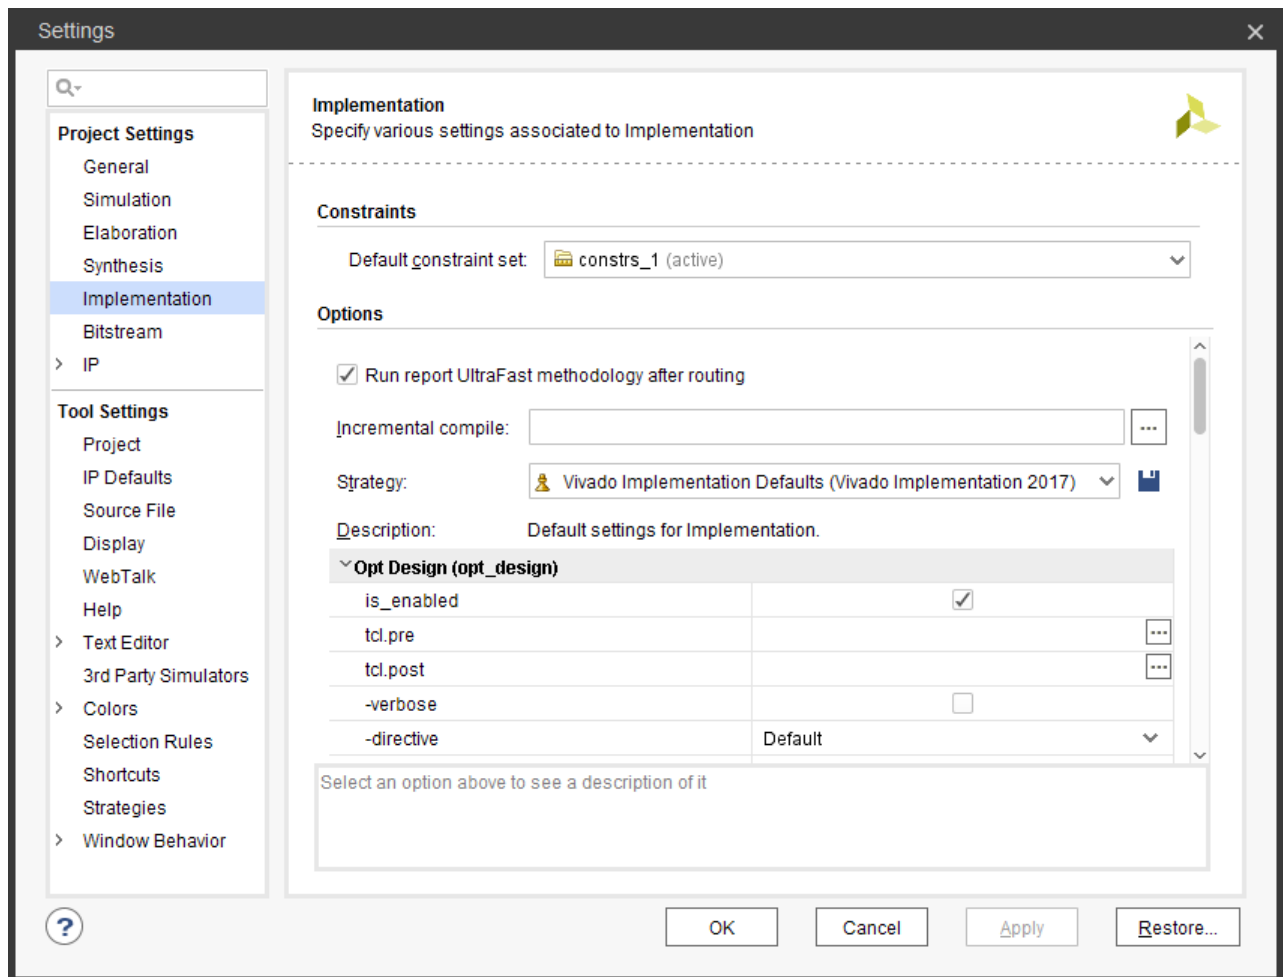 Settings
Project Settings
General
Simulation
Elaboration
Synthesis
Implementation
Bitstream
IP
Tool Settings
Project
IP Defaults
Source File
Display
WebTalk
Help
Text Editor
3rd Party Simulators
Colors
Selection Rules
Shortcuts
Strategies
Window Behavior
Implementation
Specify various settings associated to Implementation
Constraints
Default constraint set: constrs_1 (active)
Options
Run report UltraFast methodology after routing
Incremental compile:
Strategy: Vivado Implementation Defaults (Vivado Implementation 2017)
Description: Default settings for Implementation.
Opt Design (opt_design)
is_enabled
tcl.pre
tcl.post
-verbose
-directive Default
Select an option above to see a description of it
? OK Cancel Apply Restore...